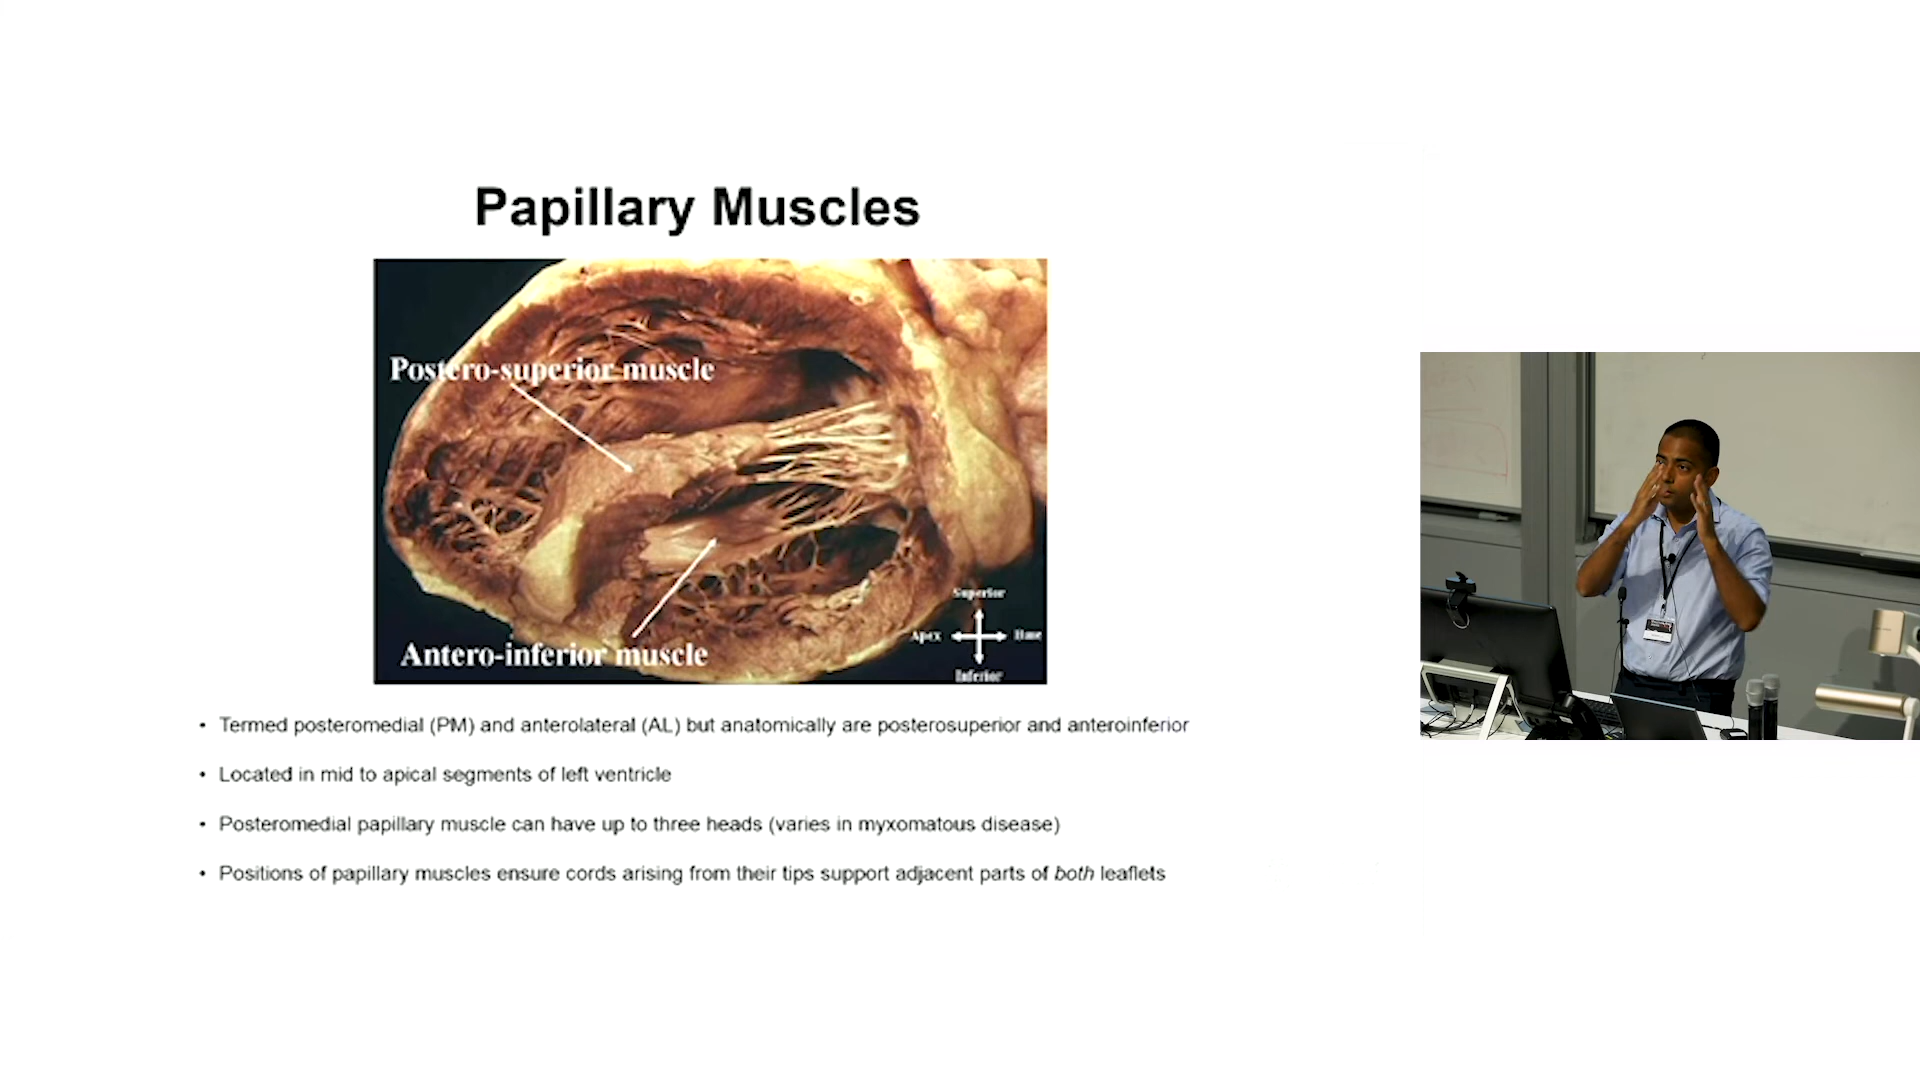 Papillary Muscles
Postero-superior muscle
Superior
Apex
Base
Antero-inferior muscle
Inferior
• Termed posteromedial (PM) and anterolateral (AL) but anatomically are posterosuperior and anteroinferior
• Located in mid to apical segments of left ventricle
• Posteromedial papillary muscle can have up to three heads (varies in myxomatous disease)
• Positions of papillary muscles ensure cords arising from their tips support adjacent parts of both leaflets